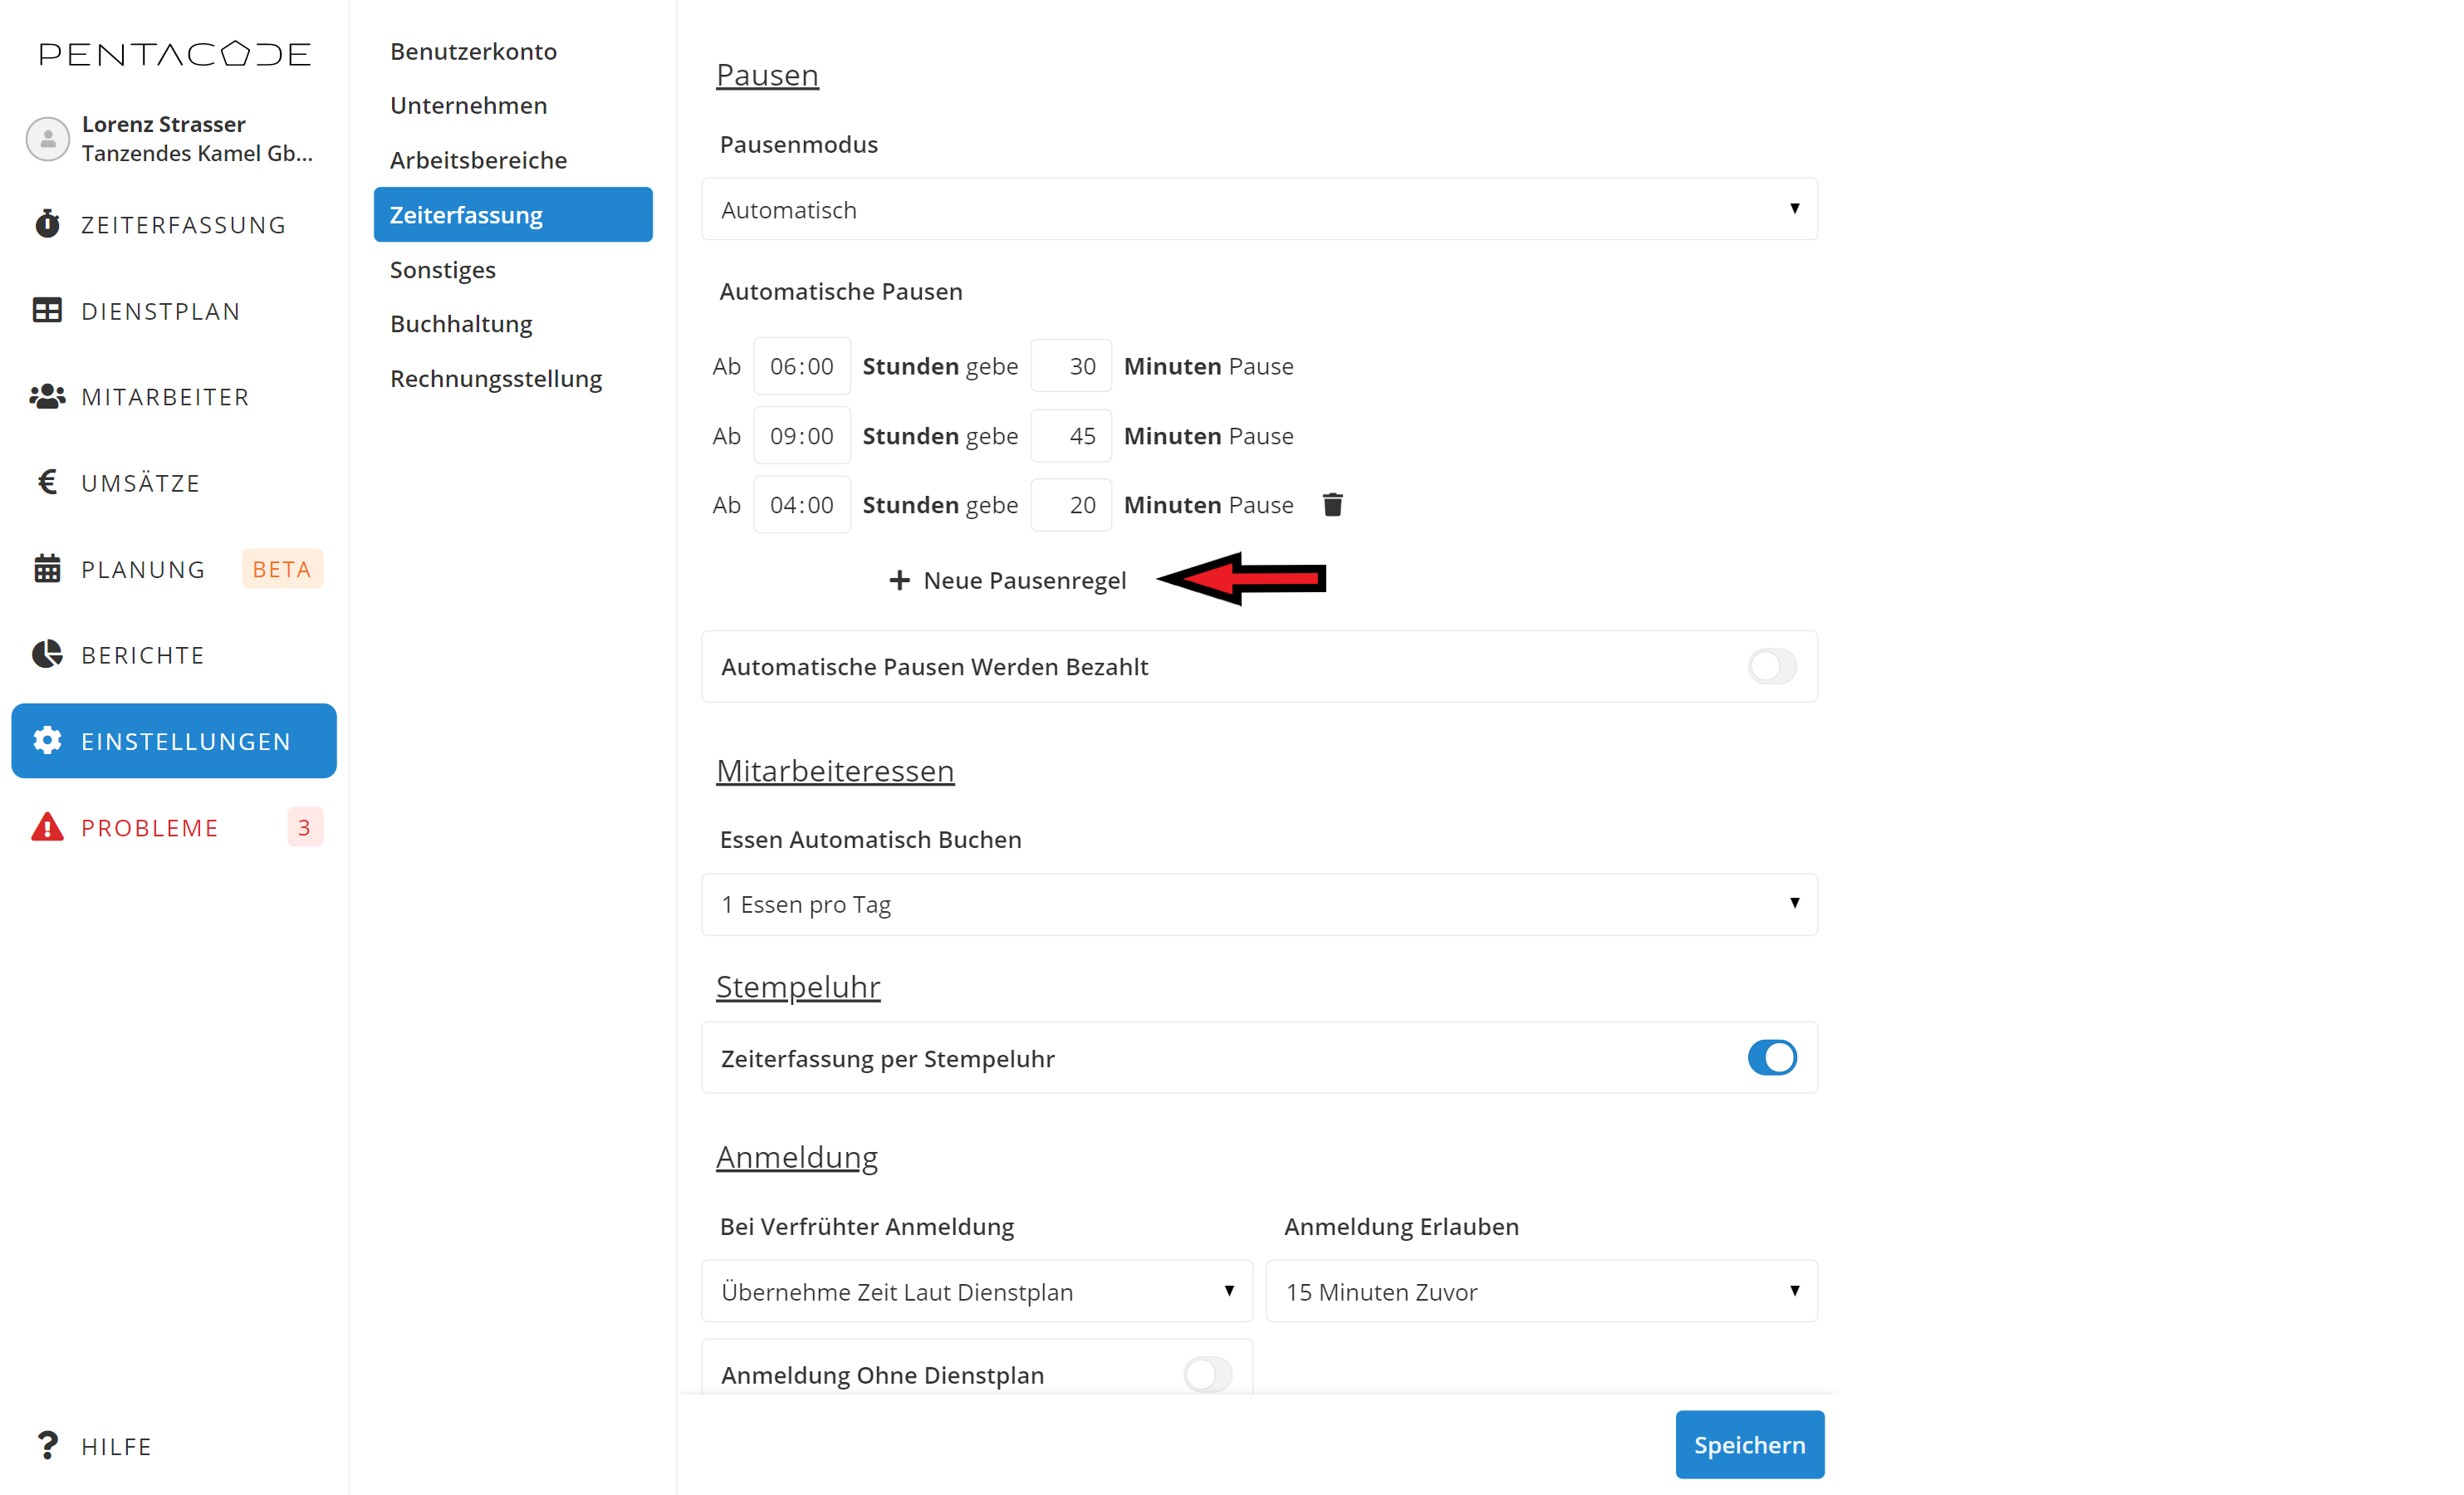 PENTACODE
Lorenz Strasser
Tanzendes Kamel Gb...
ZEITERFASSUNG
DIENSTPLAN
MITARBEITER
UMSÄTZE
PLANUNG BETA
BERICHTE
EINSTELLUNGEN
PROBLEME 3
HILFE
Benutzerkonto
Unternehmen
Arbeitsbereiche
Zeiterfassung
Sonstiges
Buchhaltung
Rechnungsstellung
Pausen
Pausenmodus
Automatisch
Automatische Pausen
Ab 06:00 Stunden gebe 30 Minuten Pause
Ab 09:00 Stunden gebe 45 Minuten Pause
Ab 04:00 Stunden gebe 20 Minuten Pause
+ Neue Pausenregel
Automatische Pausen Werden Bezahlt
Mitarbeiteressen
Essen Automatisch Buchen
1 Essen pro Tag
Stempeluhr
Zeiterfassung per Stempeluhr
Anmeldung
Bei Verfrühter Anmeldung
Übernehme Zeit Laut Dienstplan
Anmeldung Erlauben
15 Minuten Zuvor
Anmeldung Ohne Dienstplan
Speichern